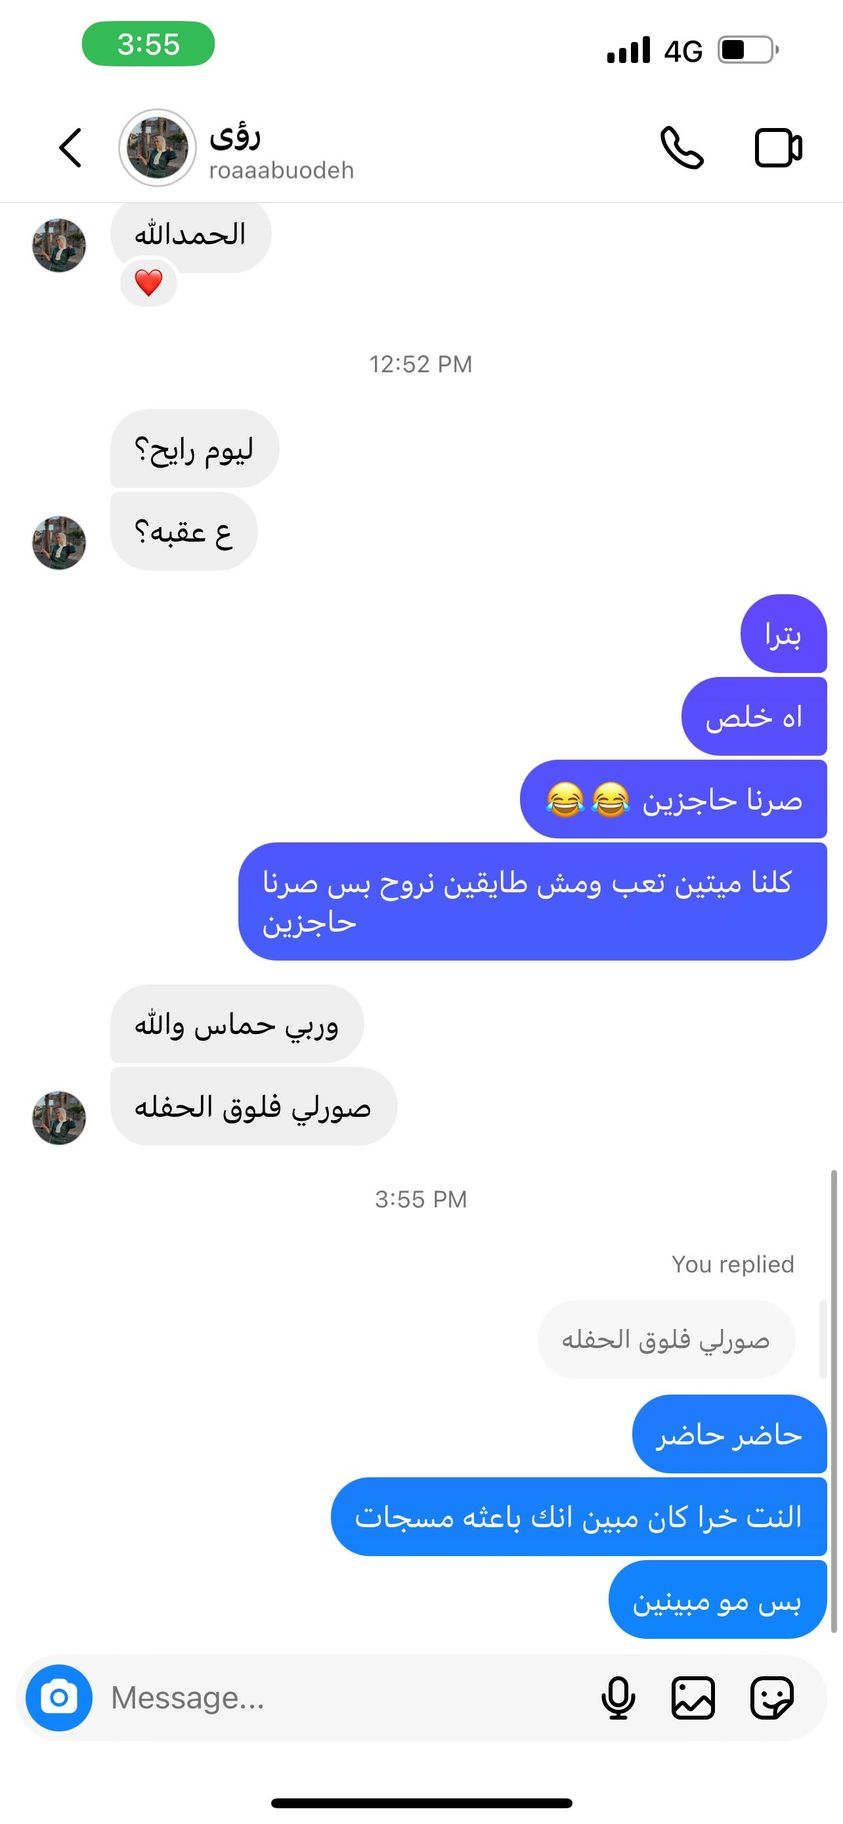 3:55
4G
رؤى
roaaabuodeh
الحمدالله
❤️
12:52 PM
ليوم رايح؟
ع عقبه؟
بترا
اه خلص
صرنا حاجزين 😂😂
كلنا ميتين تعب ومش طايقين نروح بس صرنا
حاجزين
وربي حماس والله
صورلي فلوق الحفله
3:55 PM
You replied
صورلي فلوق الحفله
حاضر حاضر
النت خرا كان مبين انك باعثه مسجات
بس مو مبينين
Message...